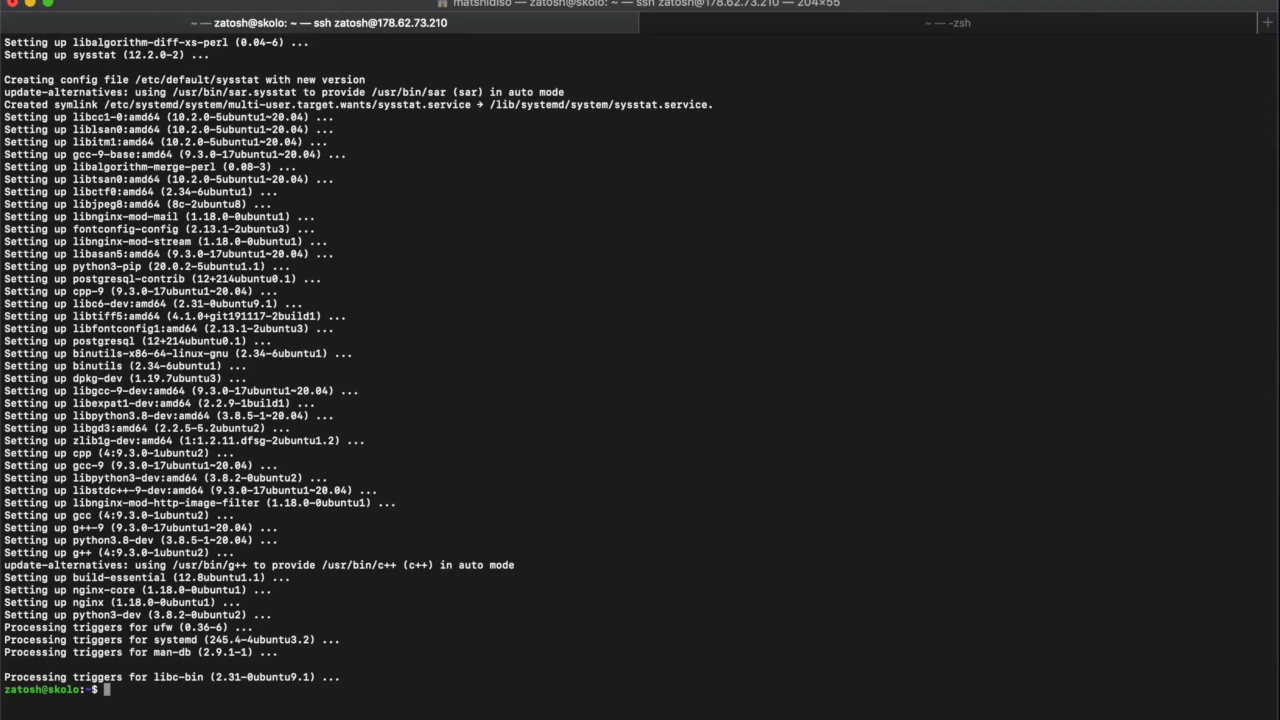 matshidiso — zatosh@skolo: ~ — ssh zatosh@178.62.73.210 — 204×55
~ — zatosh@skolo: ~ — ssh zatosh@178.62.73.210
~ — -zsh
+
Setting up libalgorithm-diff-xs-perl (0.04-6) ...
Setting up sysstat (12.2.0-2) ...
Creating config file /etc/default/sysstat with new version
update-alternatives: using /usr/bin/sar.sysstat to provide /usr/bin/sar (sar) in auto mode
Created symlink /etc/systemd/system/multi-user.target.wants/sysstat.service → /lib/systemd/system/sysstat.service.
Setting up libcc1-0:amd64 (10.2.0-5ubuntu1~20.04) ...
Setting up liblsan0:amd64 (10.2.0-5ubuntu1~20.04) ...
Setting up libitm1:amd64 (10.2.0-5ubuntu1~20.04) ...
Setting up gcc-9-base:amd64 (9.3.0-17ubuntu1~20.04) ...
Setting up libalgorithm-merge-perl (0.08-3) ...
Setting up libtsan0:amd64 (10.2.0-5ubuntu1~20.04) ...
Setting up libctf0:amd64 (2.34-6ubuntu1) ...
Setting up libjpeg8:amd64 (8c-2ubuntu8) ...
Setting up libnginx-mod-mail (1.18.0-0ubuntu1) ...
Setting up fontconfig-config (2.13.1-2ubuntu3) ...
Setting up libnginx-mod-stream (1.18.0-0ubuntu1) ...
Setting up libasan5:amd64 (9.3.0-17ubuntu1~20.04) ...
Setting up python3-pip (20.0.2-5ubuntu1.1) ...
Setting up postgresql-contrib (12+214ubuntu0.1) ...
Setting up cpp-9 (9.3.0-17ubuntu1~20.04) ...
Setting up libc6-dev:amd64 (2.31-0ubuntu9.1) ...
Setting up libtiff5:amd64 (4.1.0+git191117-2build1) ...
Setting up libfontconfig1:amd64 (2.13.1-2ubuntu3) ...
Setting up postgresql (12+214ubuntu0.1) ...
Setting up binutils-x86-64-linux-gnu (2.34-6ubuntu1) ...
Setting up binutils (2.34-6ubuntu1) ...
Setting up dpkg-dev (1.19.7ubuntu3) ...
Setting up libgcc-9-dev:amd64 (9.3.0-17ubuntu1~20.04) ...
Setting up libexpat1-dev:amd64 (2.2.9-1build1) ...
Setting up libpython3.8-dev:amd64 (3.8.5-1~20.04) ...
Setting up libgd3:amd64 (2.2.5-5.2ubuntu2) ...
Setting up zlib1g-dev:amd64 (1:1.2.11.dfsg-2ubuntu1.2) ...
Setting up cpp (4:9.3.0-1ubuntu2) ...
Setting up gcc-9 (9.3.0-17ubuntu1~20.04) ...
Setting up libpython3-dev:amd64 (3.8.2-0ubuntu2) ...
Setting up libstdc++-9-dev:amd64 (9.3.0-17ubuntu1~20.04) ...
Setting up libnginx-mod-http-image-filter (1.18.0-0ubuntu1) ...
Setting up gcc (4:9.3.0-1ubuntu2) ...
Setting up g++-9 (9.3.0-17ubuntu1~20.04) ...
Setting up python3.8-dev (3.8.5-1~20.04) ...
Setting up g++ (4:9.3.0-1ubuntu2) ...
update-alternatives: using /usr/bin/g++ to provide /usr/bin/c++ (c++) in auto mode
Setting up build-essential (12.8ubuntu1.1) ...
Setting up nginx-core (1.18.0-0ubuntu1) ...
Setting up nginx (1.18.0-0ubuntu1) ...
Setting up python3-dev (3.8.2-0ubuntu2) ...
Processing triggers for ufw (0.36-6) ...
Processing triggers for systemd (245.4-4ubuntu3.2) ...
Processing triggers for man-db (2.9.1-1) ...
Processing triggers for libc-bin (2.31-0ubuntu9.1) ...
zatosh@skolo:~$